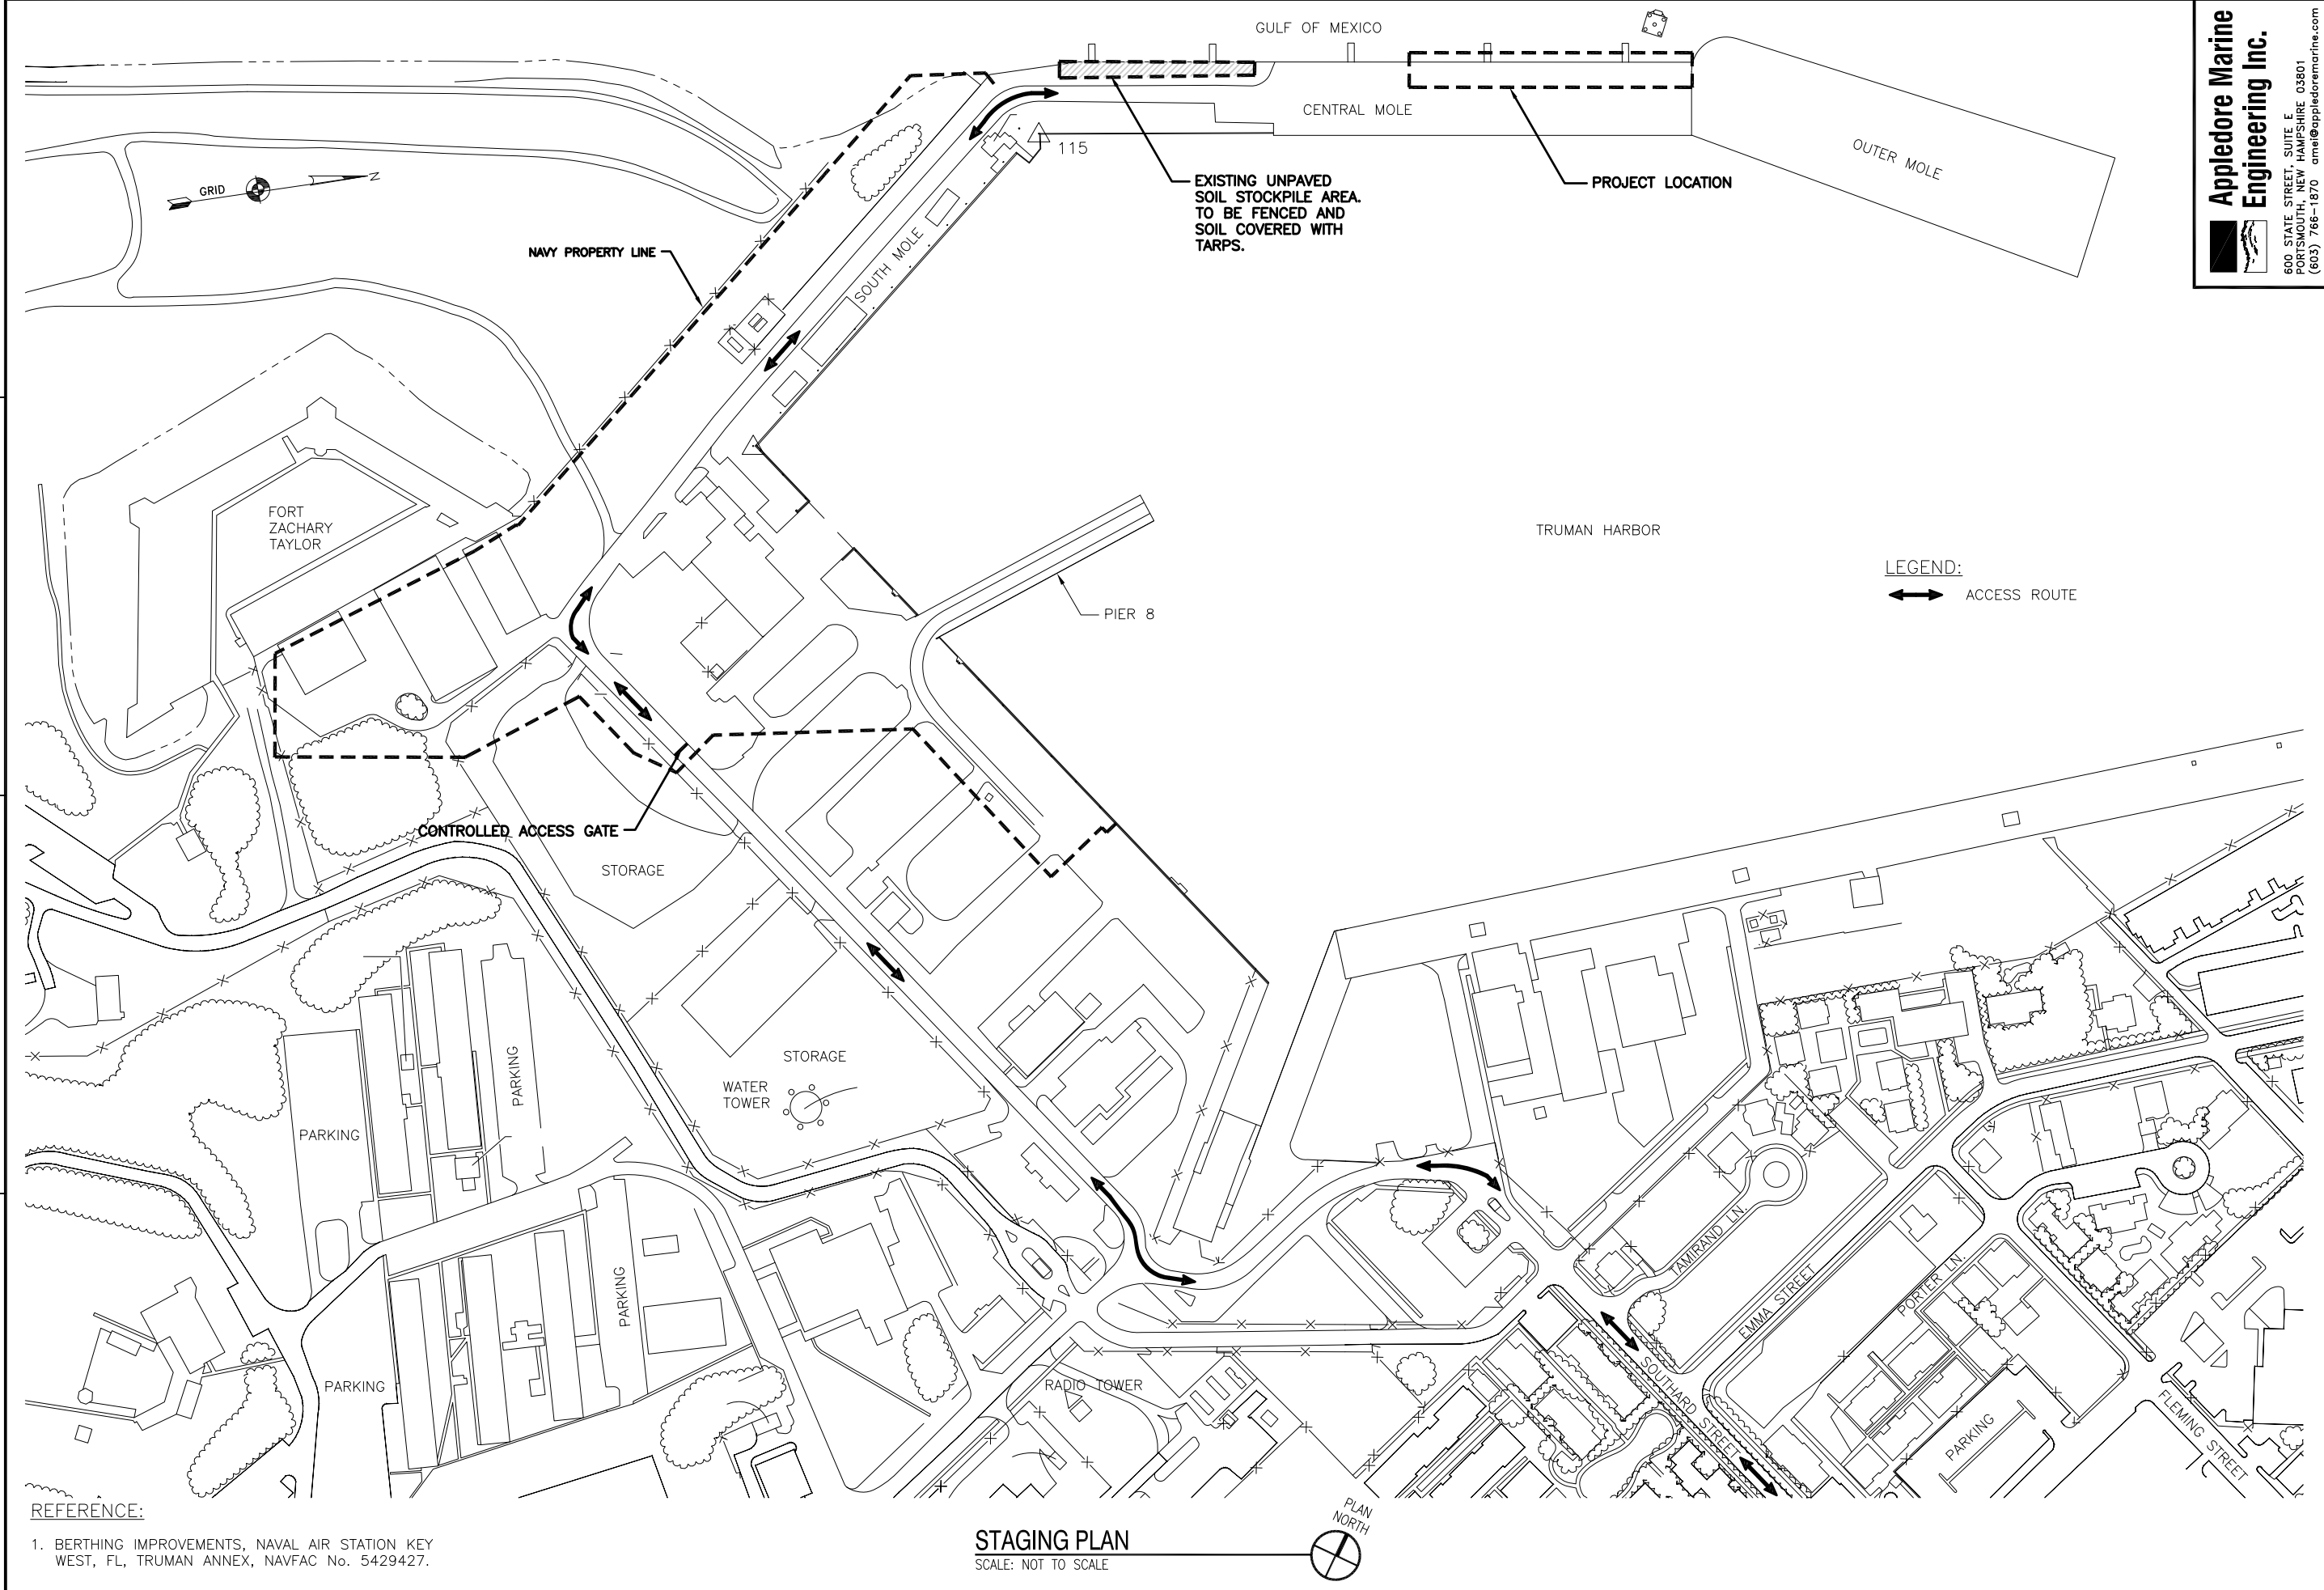 GULF OF MEXICO
Appledore Marine
Engineering Inc.
600 STATE STREET, SUITE E
PORTSMOUTH, NEW HAMPSHIRE 03801
(603) 766-1870 amei@appledoremarine.com
CENTRAL MOLE
115
OUTER MOLE
EXISTING UNPAVED
SOIL STOCKPILE AREA.
TO BE FENCED AND
SOIL COVERED WITH
TARPS.
PROJECT LOCATION
GRID
N
NAVY PROPERTY LINE
SOUTH MOLE
FORT
ZACHARY
TAYLOR
TRUMAN HARBOR
LEGEND:
ACCESS ROUTE
PIER 8
CONTROLLED ACCESS GATE
STORAGE
STORAGE
WATER
TOWER
PARKING
PARKING
PARKING
PARKING
RADIO TOWER
TAMIRAND LN.
EMMA STREET
PORTER LN.
SOUTHARD STREET
PARKING
FLEMING STREET
REFERENCE:
1. BERTHING IMPROVEMENTS, NAVAL AIR STATION KEY
WEST, FL, TRUMAN ANNEX, NAVFAC No. 5429427.
STAGING PLAN
SCALE: NOT TO SCALE
PLAN
NORTH